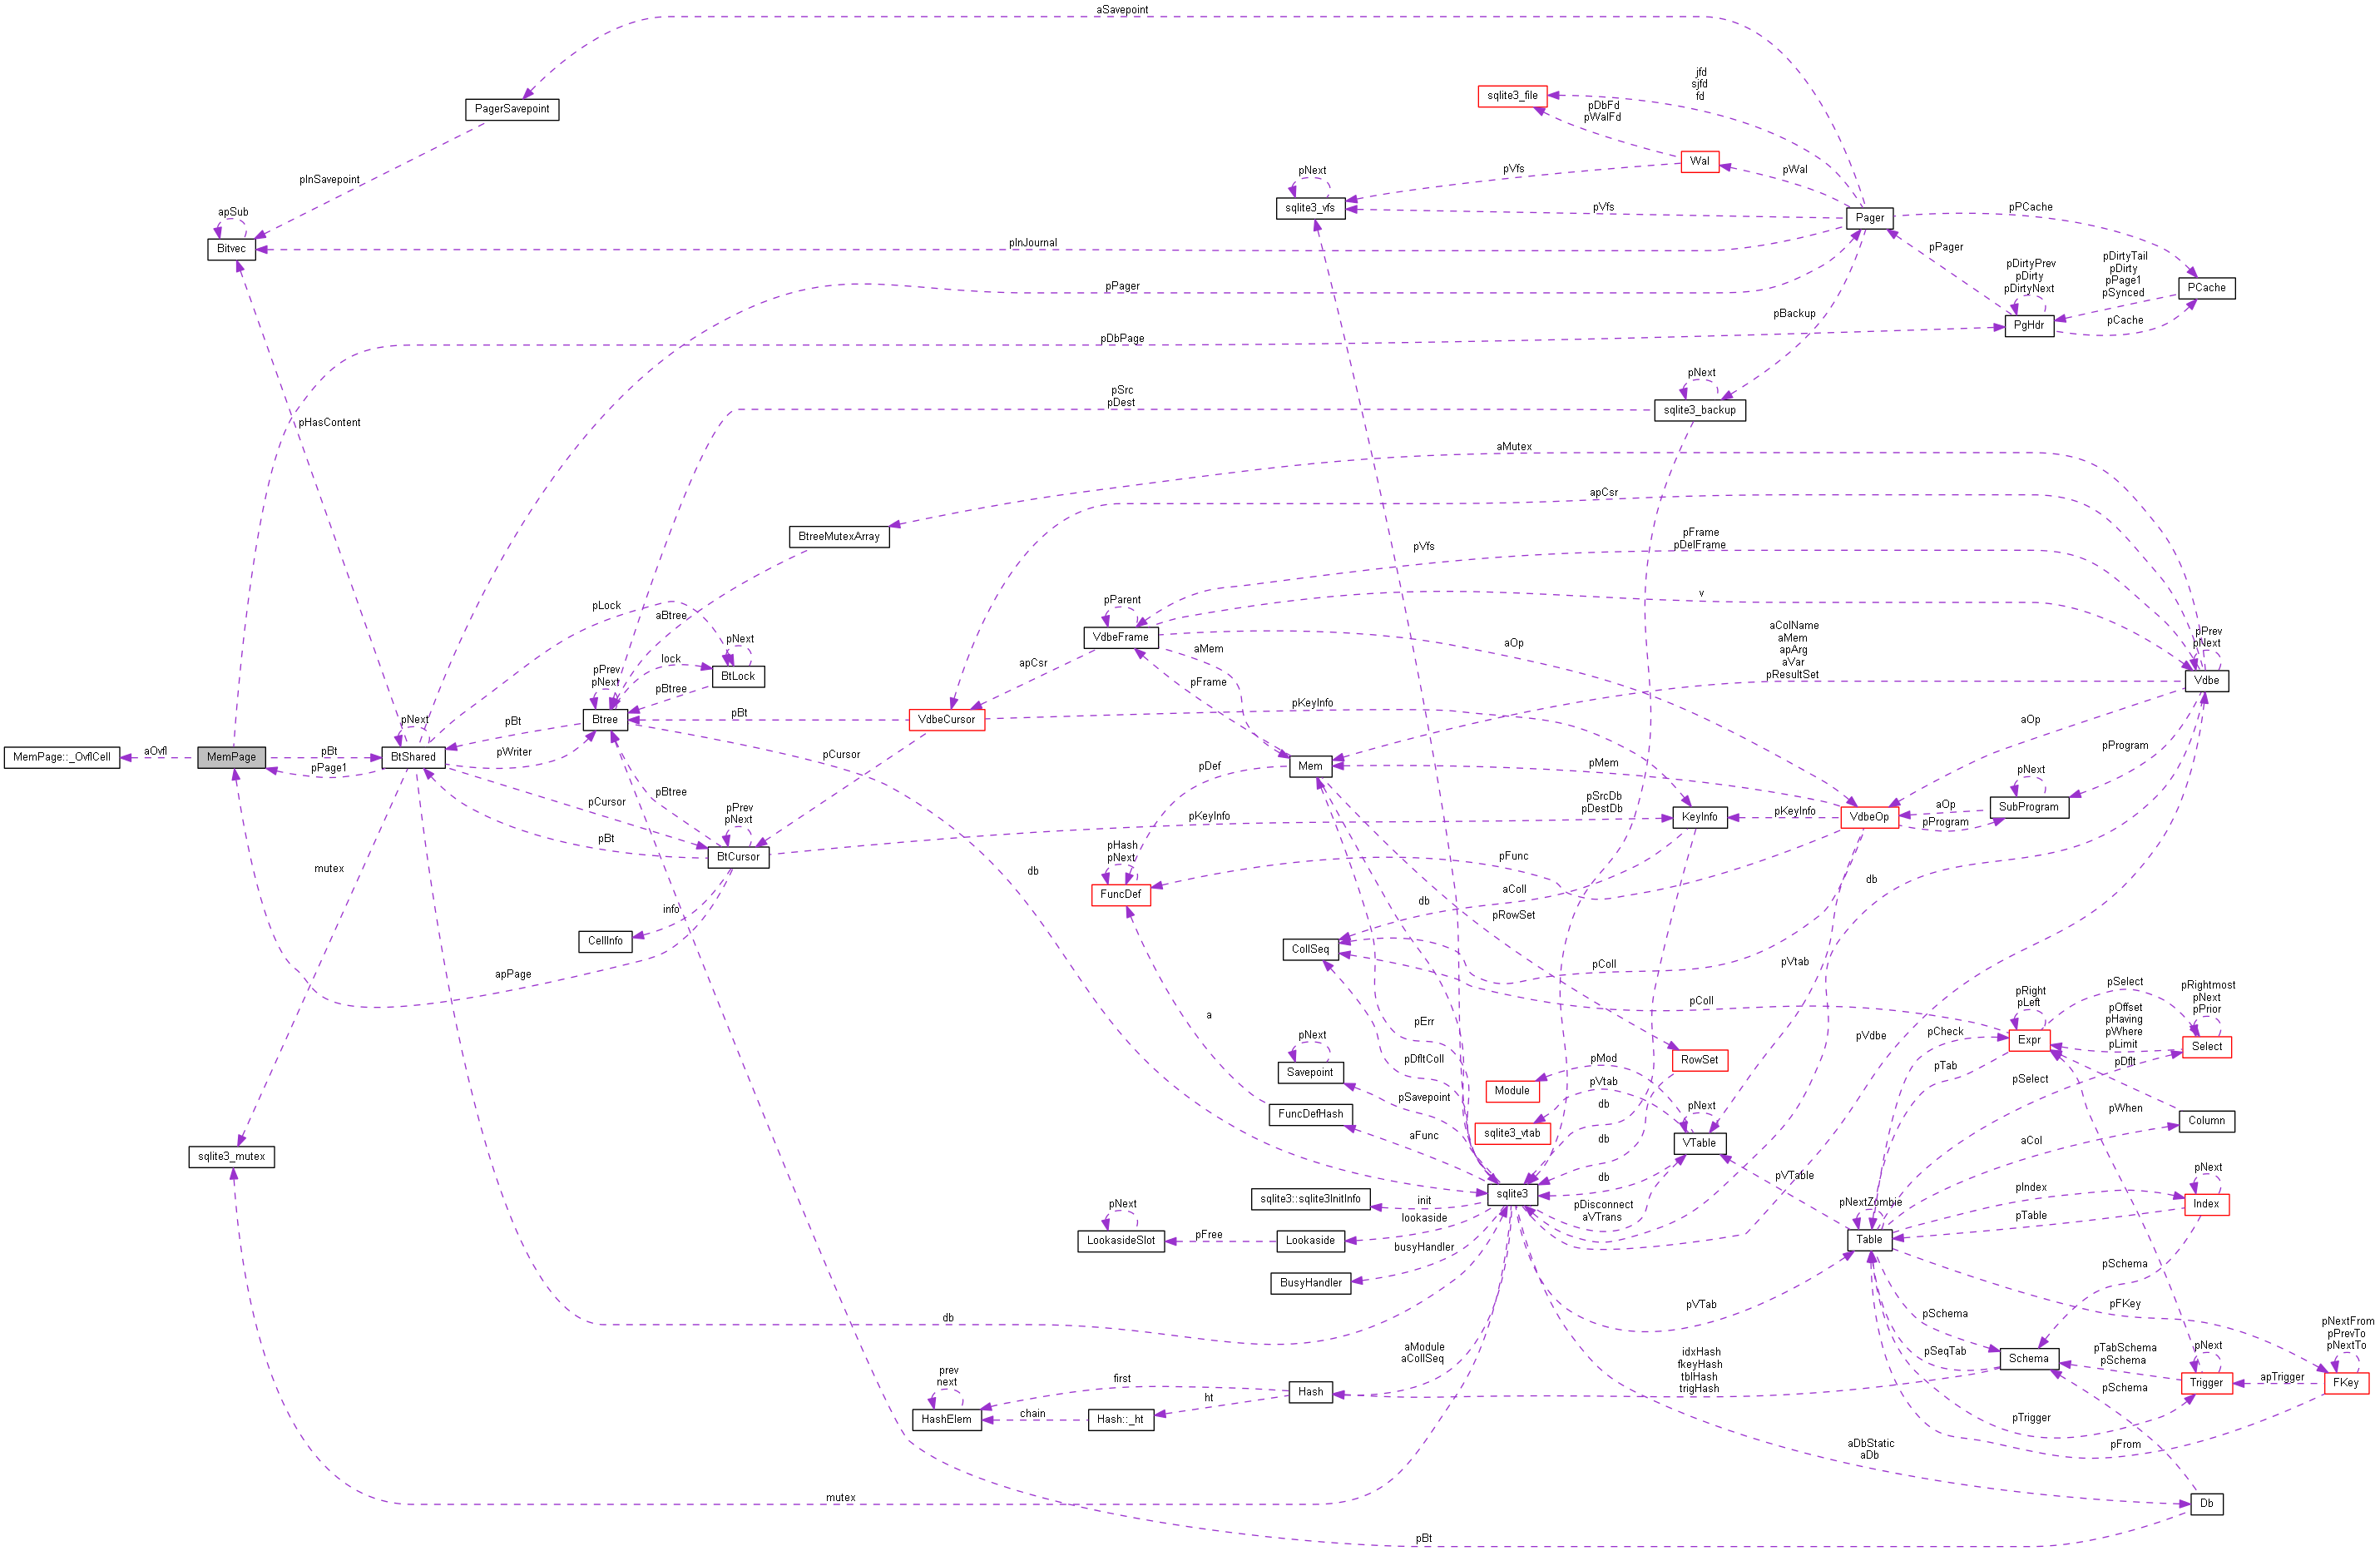 aSavepoint
jfd
sjfd
fd
sqlite3_file
PagerSavepoint
pDbFd
pWalFd
Wal
pInSavepoint
pNext
pVfs
pWal
sqlite3_vfs
pVfs
Pager
pPCache
apSub
Bitvec
pInJournal
pPager
pDirtyPrev
pDirty
pDirtyNext
pDirtyTail
pDirty
pPage1
pSynced
PCache
pPager
pBackup
PgHdr
pCache
pDbPage
pNext
pSrc
pDest
sqlite3_backup
pHasContent
aMutex
apCsr
BtreeMutexArray
pVfs
pFrame
pDelFrame
pLock
aBtree
pParent
v
VdbeFrame
pNext
aOp
aColName
aMem
apArg
aVar
pResultSet
pPrev
pNext
Vdbe
pPrev
pNext
lock
BtLock
aMem
apCsr
pFrame
pBtree
Btree
pBt
VdbeCursor
pKeyInfo
aOp
pNext
pBt
pWriter
pCursor
pProgram
MemPage::_OvflCell
aOvfl
MemPage
pBt
pPage1
BtShared
Mem
pDef
pMem
pNext
SubProgram
pCursor
pBtree
pPrev
pNext
pSrcDb
pDestDb
KeyInfo
pKeyInfo
VdbeOp
aOp
pProgram
pKeyInfo
pBt
BtCursor
mutex
pHash
pNext
FuncDef
pFunc
aColl
db
db
db
info
CellInfo
pRowSet
CollSeq
apPage
pColl
pVtab
pColl
pSelect
pRightmost
pNext
pPrior
pRight
pLeft
pOffset
pHaving
pWhere
pLimit
a
pErr
pCheck
Expr
Select
pVdbe
pDfltColl
pNext
Savepoint
RowSet
pMod
Module
pTab
pDflt
pSelect
pSavepoint
pVtab
sqlite3_vtab
db
pNext
VTable
FuncDefHash
pWhen
Column
aFunc
db
aCol
sqlite3_mutex
pNext
pVTable
sqlite3::sqlite3InitInfo
init
sqlite3
db
pDisconnect
aVTrans
pNextZombie
pIndex
pTable
Index
pNext
LookasideSlot
pFree
Lookaside
lookaside
Table
busyHandler
BusyHandler
pSchema
pFKey
db
pVTab
pSchema
pNextFrom
pPrevTo
pNextTo
aModule
aCollSeq
idxHash
fkeyHash
tblHash
trigHash
pSeqTab
Schema
pTabSchema
pSchema
pNext
Trigger
apTrigger
FKey
prev
next
HashElem
first
chain
Hash::_ht
ht
Hash
pSchema
pTrigger
pFrom
aDbStatic
aDb
mutex
Db
pBt